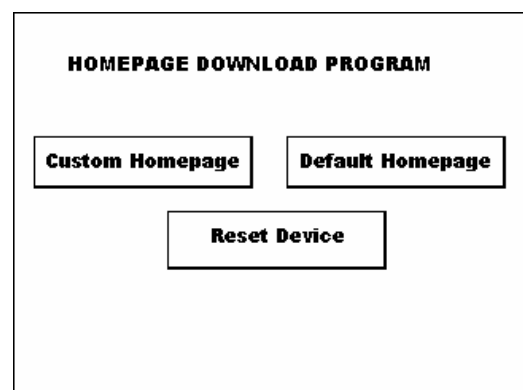 HOMEPAGE DOWNLOAD PROGRAM
Custom Homepage
Default Homepage
Reset Device